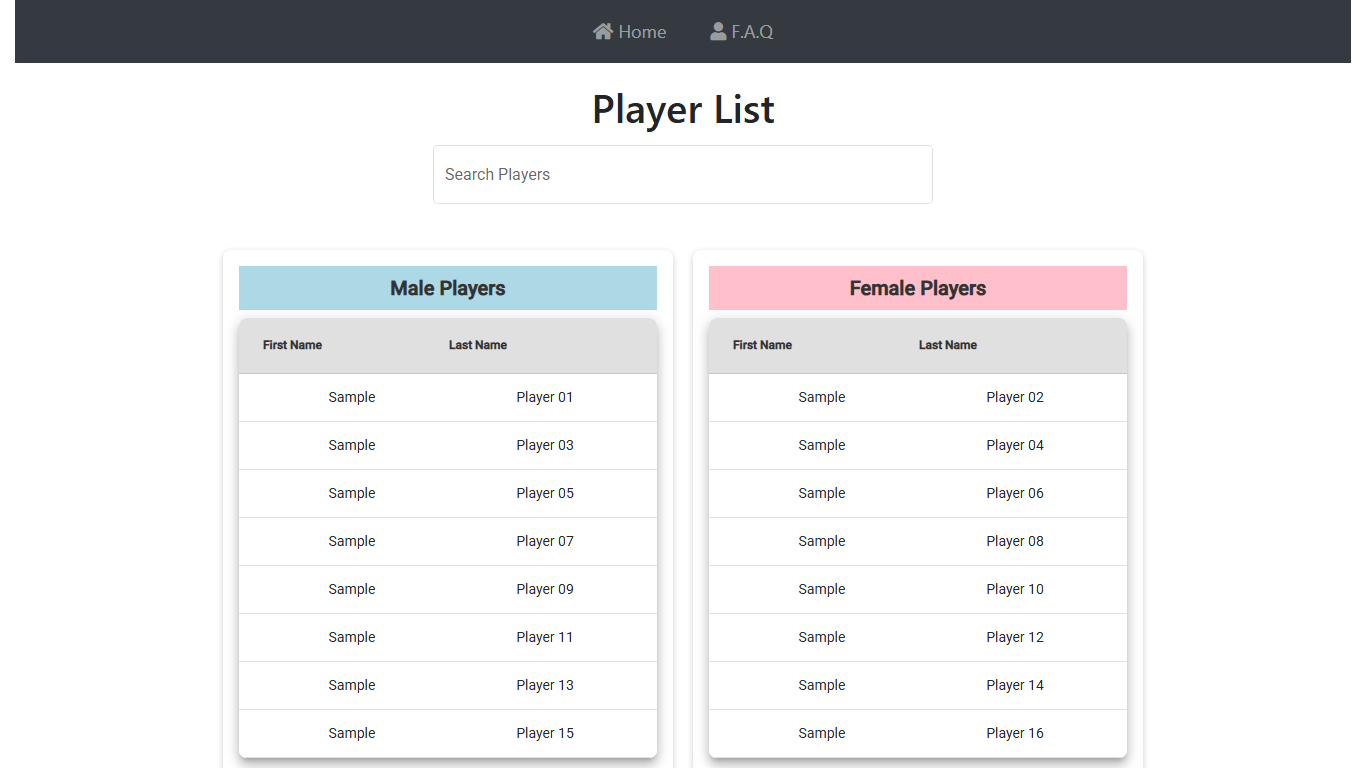 Home F.A.Q
Player List
Search Players
Male Players
First Name Last Name
Sample Player 01
Sample Player 03
Sample Player 05
Sample Player 07
Sample Player 09
Sample Player 11
Sample Player 13
Sample Player 15
Female Players
First Name Last Name
Sample Player 02
Sample Player 04
Sample Player 06
Sample Player 08
Sample Player 10
Sample Player 12
Sample Player 14
Sample Player 16